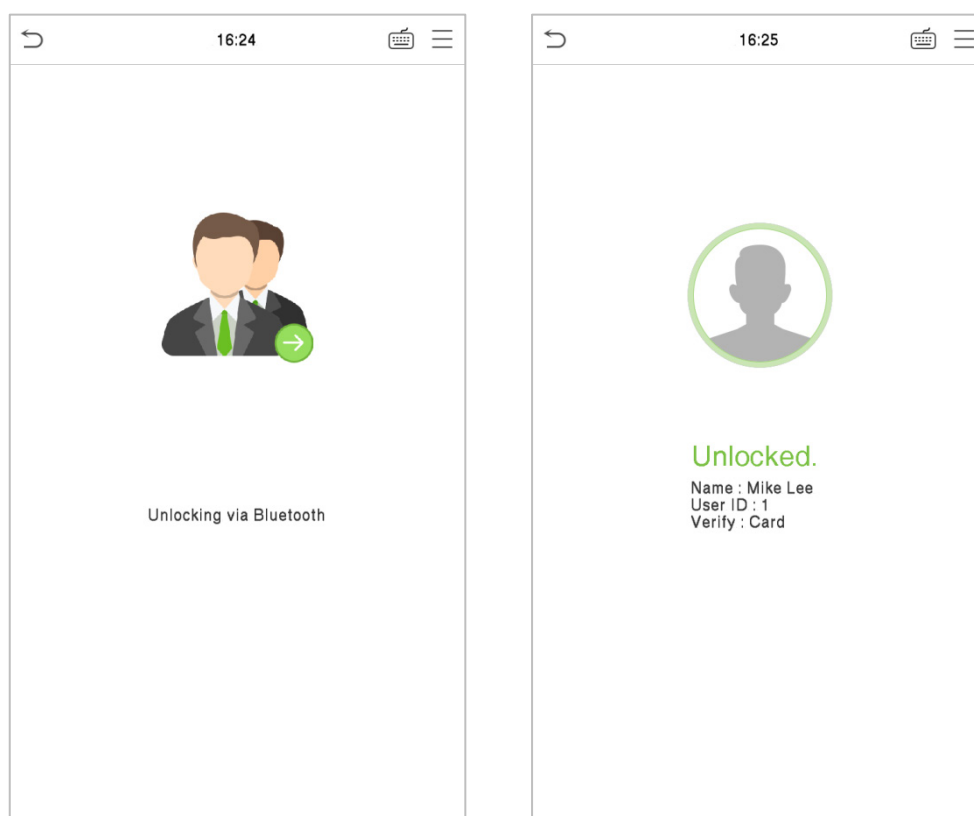 16:24
Unlocking via Bluetooth
16:25
Unlocked.
Name : Mike Lee
User ID : 1
Verify : Card